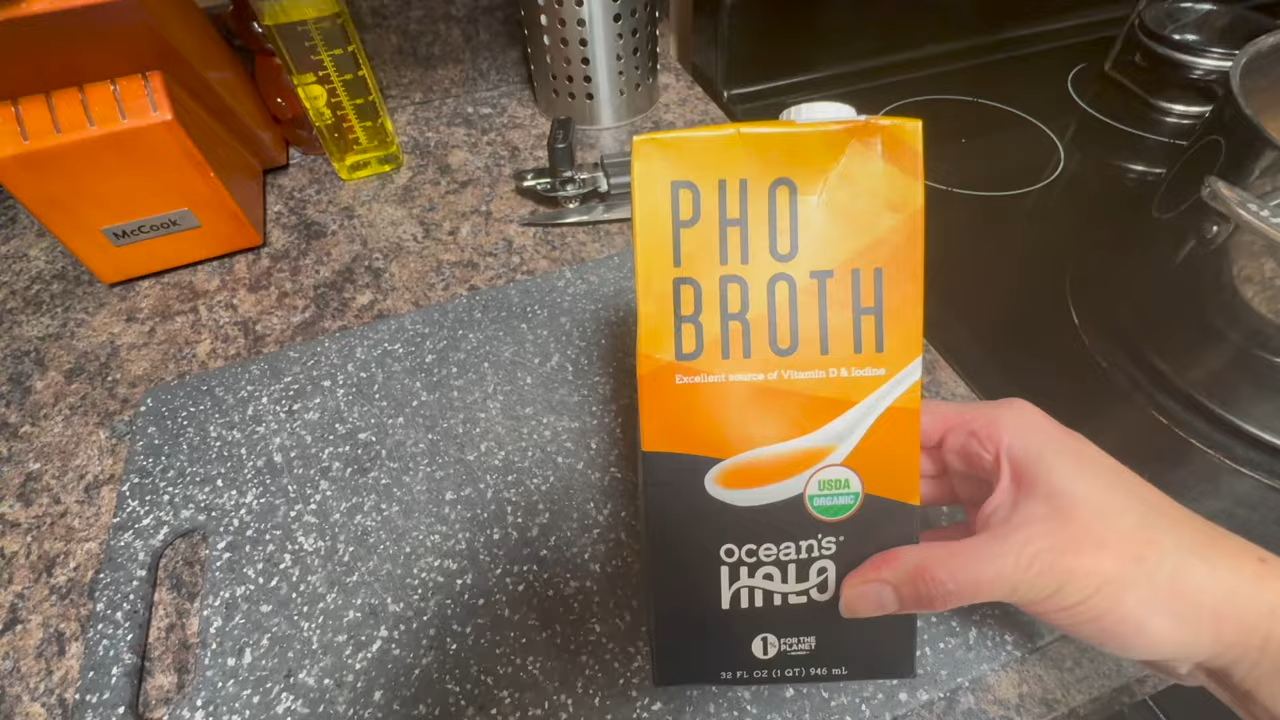 McCook
PHO
BROTH
Excellent source of Vitamin D & Iodine
USDA
ORGANIC
ocean's
HALO
1%
FOR THE
PLANET
32 FL OZ (1 QT) 946 mL